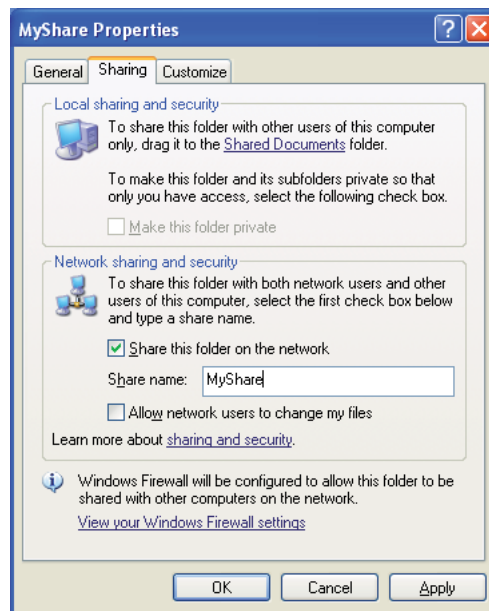 MyShare Properties
General Sharing Customize
Local sharing and security
To share this folder with other users of this computer
only, drag it to the Shared Documents folder.
To make this folder and its subfolders private so that
only you have access, select the following check box.
Make this folder private
Network sharing and security
To share this folder with both network users and other
users of this computer, select the first check box below
and type a share name.
Share this folder on the network
Share name: MyShare
Allow network users to change my files
Learn more about sharing and security.
Windows Firewall will be configured to allow this folder to be
shared with other computers on the network.
View your Windows Firewall settings
OK Cancel Apply